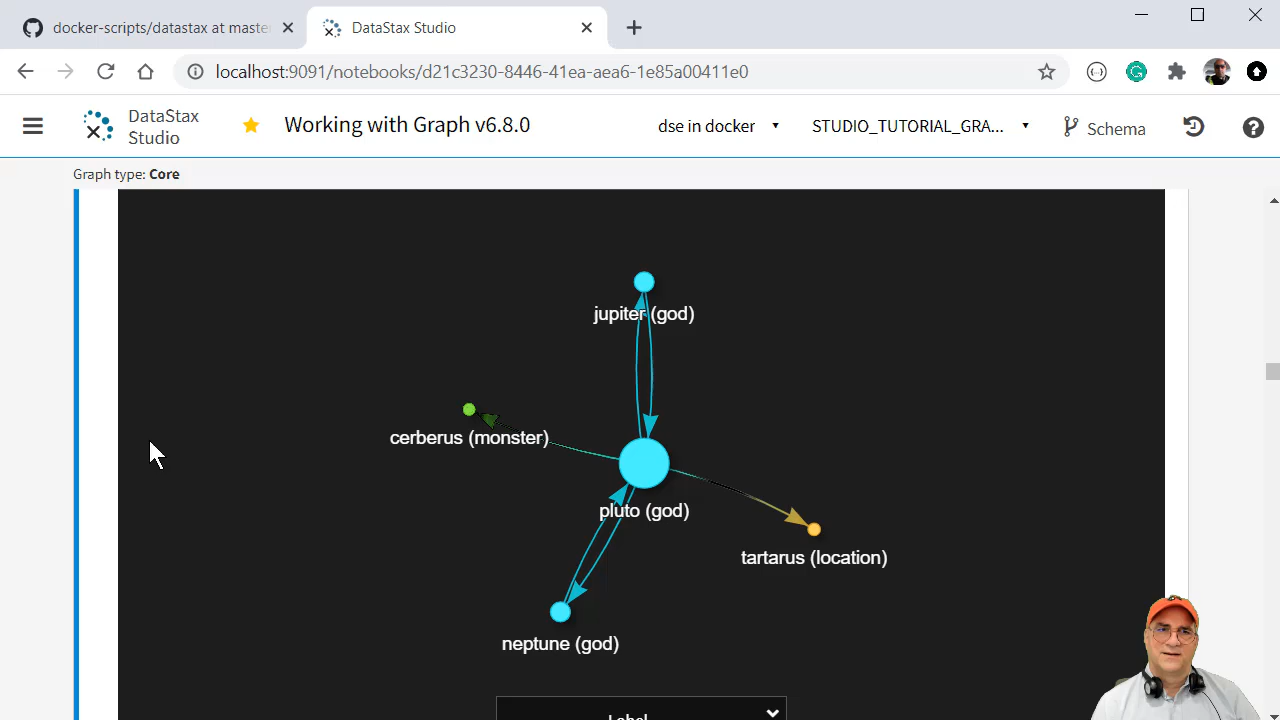 docker-scripts/datastax at maste
DataStax Studio
localhost:9091/notebooks/d21c3230-8446-41ea-aea6-1e85a00411e0
DataStax
Studio
Working with Graph v6.8.0
dse in docker
STUDIO_TUTORIAL_GRA...
Schema
Graph type: Core
jupiter (god)
cerberus (monster)
pluto (god)
tartarus (location)
neptune (god)
Label